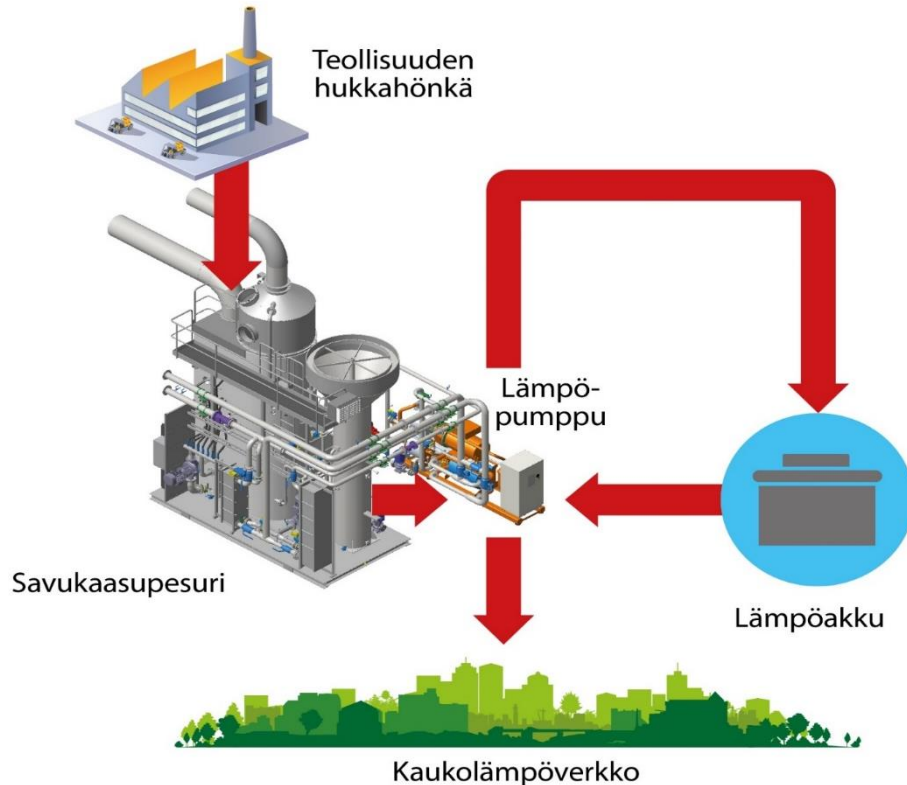 Teollisuuden
hukkahönkä
Lämpö-
pumppu
Savukaasupesuri
Lämpöakku
Kaukolämpöverkko